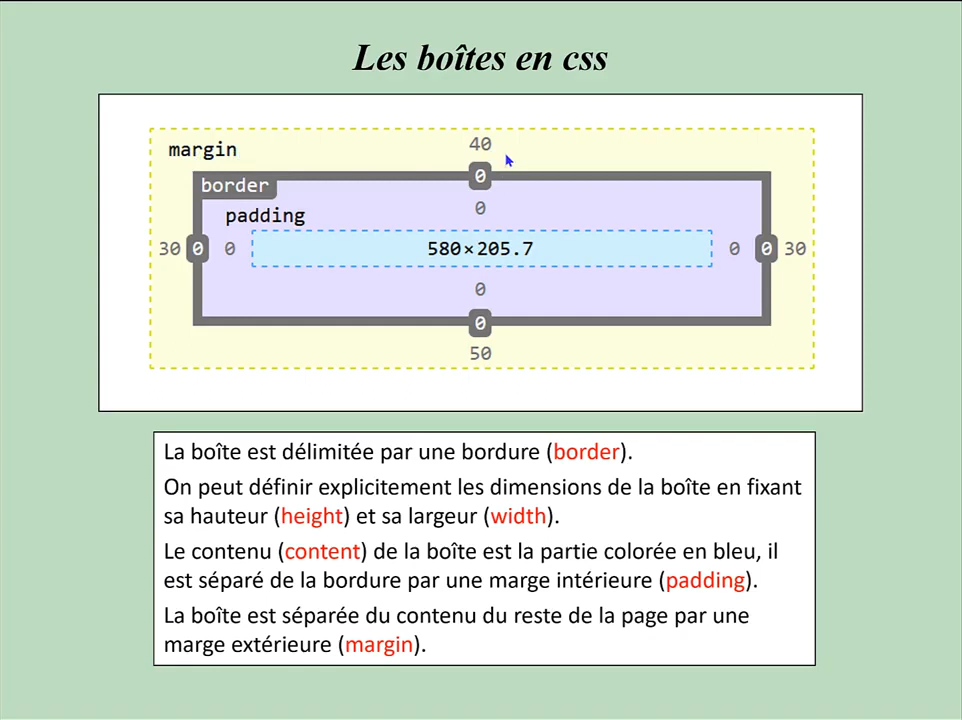 Les boîtes en css
margin
40
0
border
0
padding
30 0 0 580×205.7 0 0 30
0
0
50
La boîte est délimitée par une bordure (border).
On peut définir explicitement les dimensions de la boîte en fixant
sa hauteur (height) et sa largeur (width).
Le contenu (content) de la boîte est la partie colorée en bleu, il
est séparé de la bordure par une marge intérieure (padding).
La boîte est séparée du contenu du reste de la page par une
marge extérieure (margin).